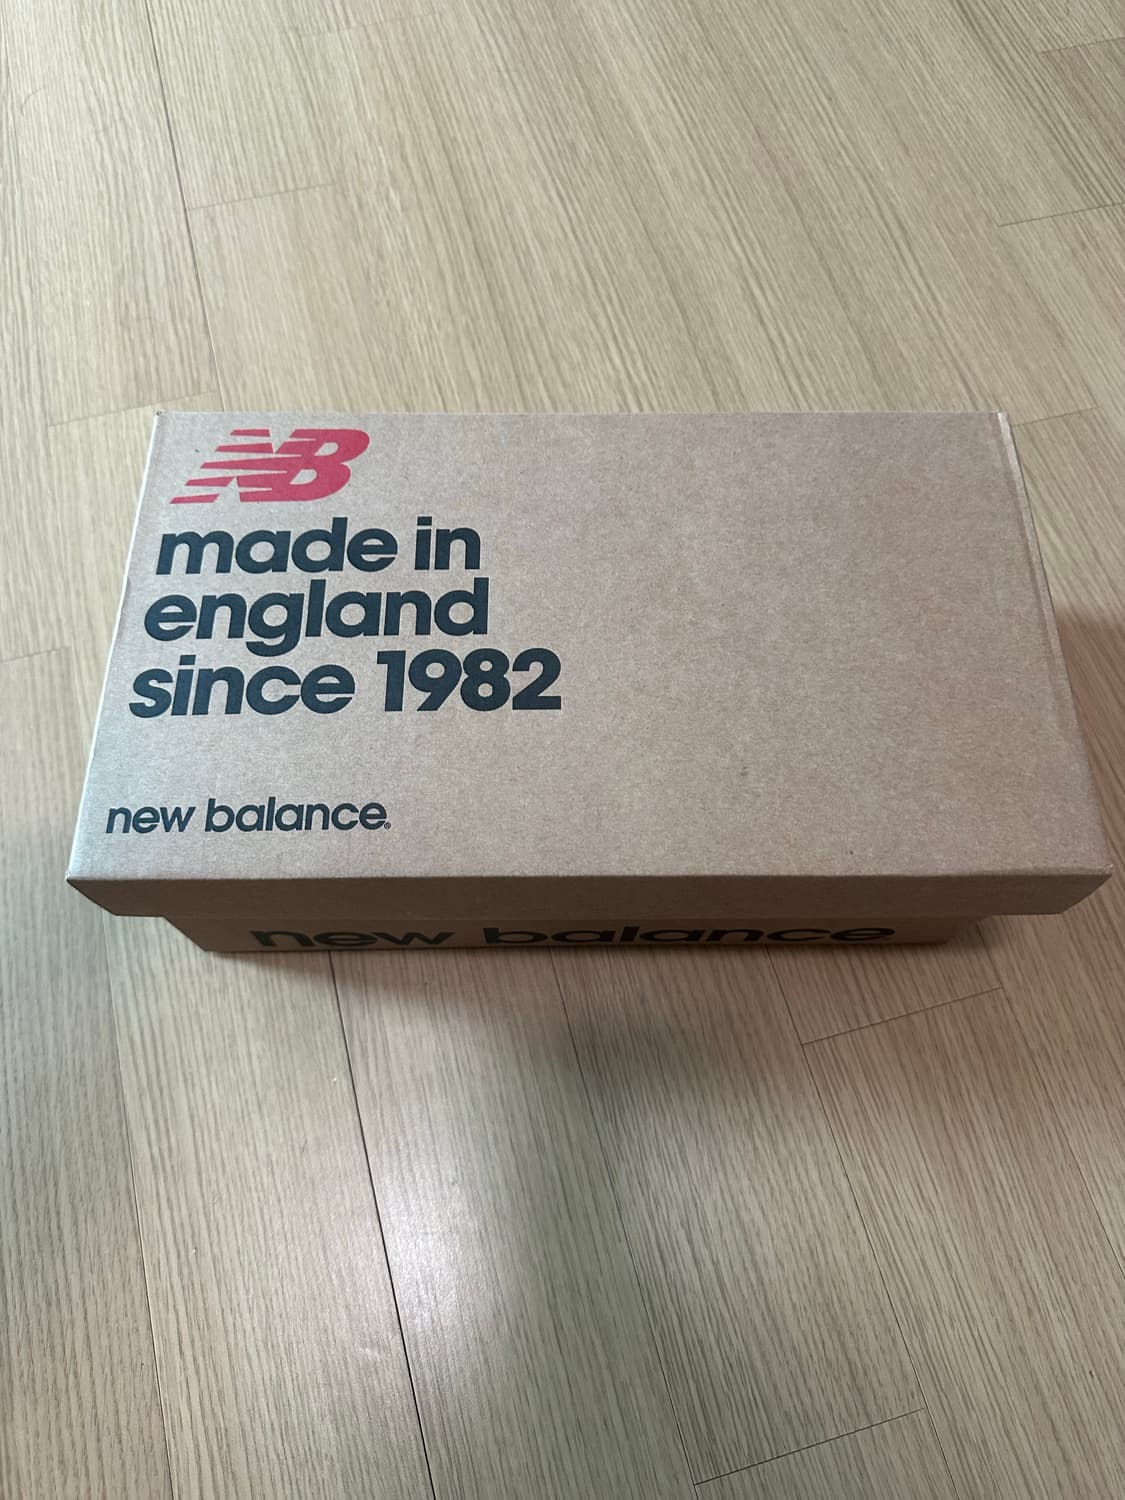 NB
made in
england
since 1982
new balance®
new balance